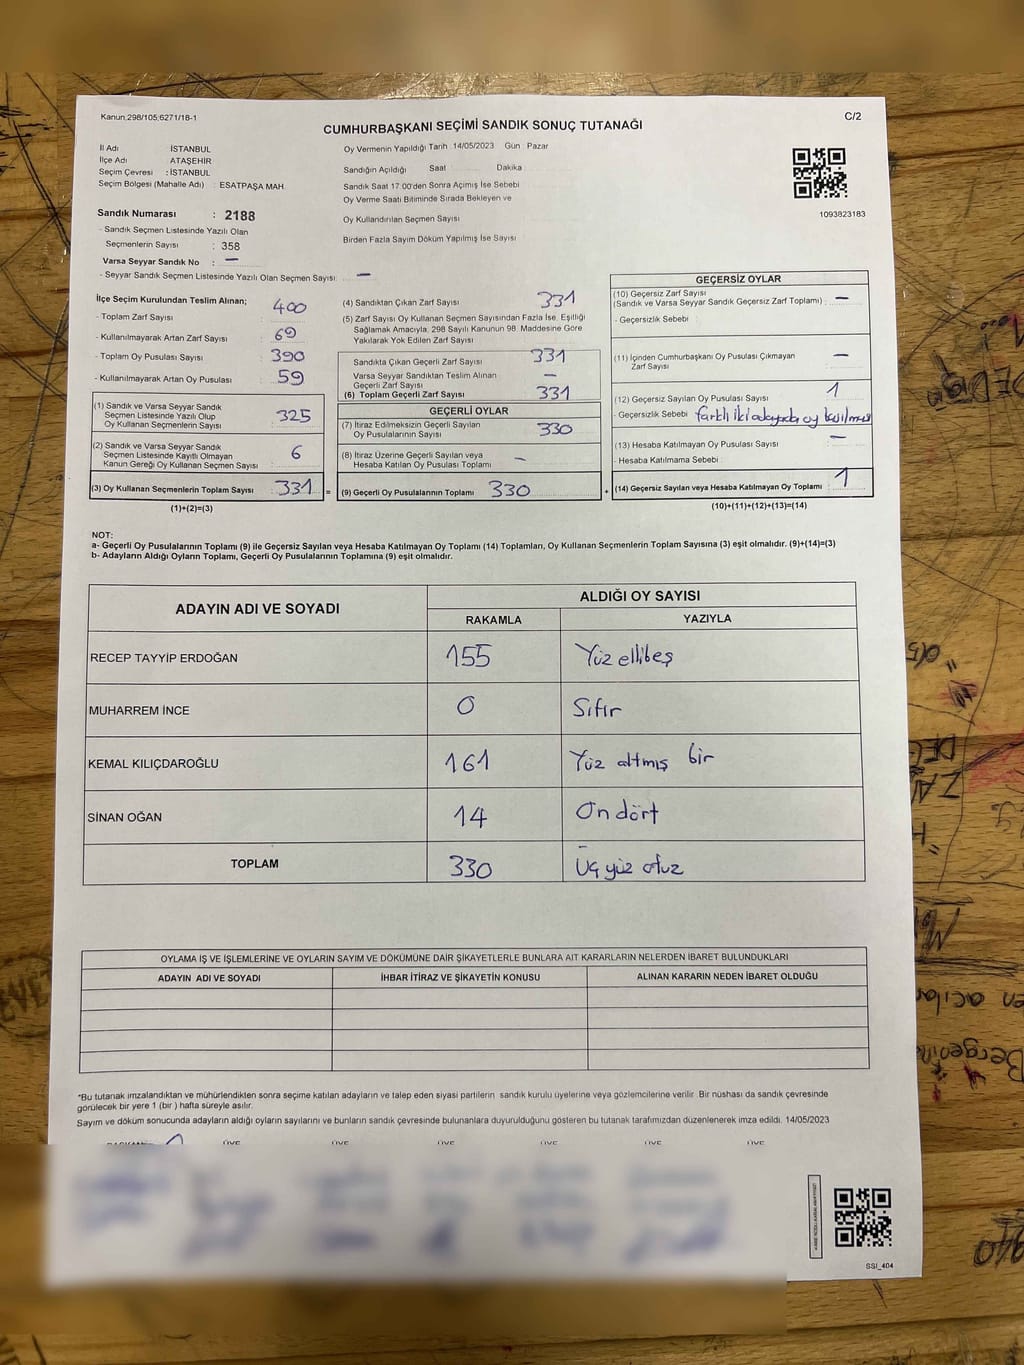 Kanun.298/105;6271/18-1
C/2
CUMHURBAŞKANI SEÇİMİ SANDIK SONUÇ TUTANAĞI
İl Adı İSTANBUL
İlçe Adı ATAŞEHİR
Seçim Çevresi : İSTANBUL
Seçim Bölgesi (Mahalle Adı) : ESATPAŞA MAH.
Sandık Numarası : 2188
- Sandık Seçmen Listesinde Yazılı Olan
Seçmenlerin Sayısı : 358
Varsa Seyyar Sandık No : —
- Seyyar Sandık Seçmen Listesinde Yazılı Olan Seçmen Sayısı: —
Oy Vermenin Yapıldığı Tarih 14/05/2023 Gün Pazar
Sandığın Açıldığı Saat Dakika
Sandık Saat 17:00'den Sonra Açımış İse Sebebi
Oy Verme Saati Bitiminde Sırada Bekleyen ve
Oy Kullandırılan Seçmen Sayısı
Birden Fazla Sayım Döküm Yapılmış İse Sayısı
1093823183
İlçe Seçim Kurulundan Teslim Alınan;
- Toplam Zarf Sayısı : 400
- Kullanılmayarak Artan Zarf Sayısı : 69
- Toplam Oy Pusulası Sayısı : 390
- Kullanılmayarak Artan Oy Pusulası : 59
(1) Sandık ve Varsa Seyyar Sandık
Seçmen Listesinde Yazılı Olup
Oy Kullanan Seçmenlerin Sayısı : 325
(2) Sandık ve Varsa Seyyar Sandık
Seçmen Listesinde Kayıtlı Olmayan
Kanun Gereği Oy Kullanan Seçmen Sayısı : 6
(3) Oy Kullanan Seçmenlerin Toplam Sayısı : 331 =
(1)+(2)=(3)
(4) Sandıktan Çıkan Zarf Sayısı 331
(5) Zarf Sayısı Oy Kullanan Seçmen Sayısından Fazla İse, Eşitliği
Sağlamak Amacıyla, 298 Sayılı Kanunun 98. Maddesine Göre
Yakılarak Yok Edilen Zarf Sayısı
Sandıkta Çıkan Geçerli Zarf Sayısı 331
Varsa Seyyar Sandıktan Teslim Alınan
Geçerli Zarf Sayısı —
(6) Toplam Geçerli Zarf Sayısı 331
GEÇERLİ OYLAR
(7) İtiraz Edilmeksizin Geçerli Sayılan
Oy Pusulalarının Sayısı 330
(8) İtiraz Üzerine Geçerli Sayılan veya
Hesaba Katılan Oy Pusulası Toplamı —
(9) Geçerli Oy Pusulalarının Toplamı 330 +
GEÇERSİZ OYLAR
(10) Geçersiz Zarf Sayısı
(Sandık ve Varsa Seyyar Sandık Geçersiz Zarf Toplamı) : —
- Geçersizlik Sebebi :
(11) İçinden Cumhurbaşkanı Oy Pusulası Çıkmayan
Zarf Sayısı —
(12) Geçersiz Sayılan Oy Pusulası Sayısı : 1
- Geçersizlik Sebebi farklı iki adayada oy basılmış
(13) Hesaba Katılmayan Oy Pusulası Sayısı : —
- Hesaba Katılmama Sebebi :
(14) Geçersiz Sayılan veya Hesaba Katılmayan Oy Toplamı : 1
(10)+(11)+(12)+(13)=(14)
NOT:
a- Geçerli Oy Pusulalarının Toplamı (9) ile Geçersiz Sayılan veya Hesaba Katılmayan Oy Toplamı (14) Toplamları, Oy Kullanan Seçmenlerin Toplam Sayısına (3) eşit olmalıdır. (9)+(14)=(3)
b- Adayların Aldığı Oyların Toplamı, Geçerli Oy Pusulalarının Toplamına (9) eşit olmalıdır.
ADAYIN ADI VE SOYADI ALDIĞI OY SAYISI
RAKAMLA YAZIYLA
RECEP TAYYİP ERDOĞAN 155 Yüz ellibeş
MUHARREM İNCE 0 Sıfır
KEMAL KILIÇDAROĞLU 161 Yüz altmış bir
SİNAN OĞAN 14 On dört
TOPLAM 330 Üç yüz otuz
OYLAMA İŞ VE İŞLEMLERİNE VE OYLARIN SAYIM VE DÖKÜMÜNE DAİR ŞİKAYETLERLE BUNLARA AİT KARARLARIN NELERDEN İBARET BULUNDUKLARI
ADAYIN ADI VE SOYADI İHBAR İTİRAZ VE ŞİKAYETİN KONUSU ALINAN KARARIN NEDEN İBARET OLDUĞU
*Bu tutanak imzalandıktan ve mühürlendikten sonra seçime katılan adayların ve talep eden siyasi partilerin sandık kurulu üyelerine veya gözlemcilerine verilir. Bir nüshası da sandık çevresinde
görülecek bir yere 1 (bir ) hafta süreyle asılır.
Sayım ve döküm sonucunda adayların aldığı oyların sayılarını ve bunların sandık çevresinde bulunanlara duyurulduğunu gösteren bu tutanak tarafımızdan düzenlenerek imza edildi. 14/05/2023
SSI_404